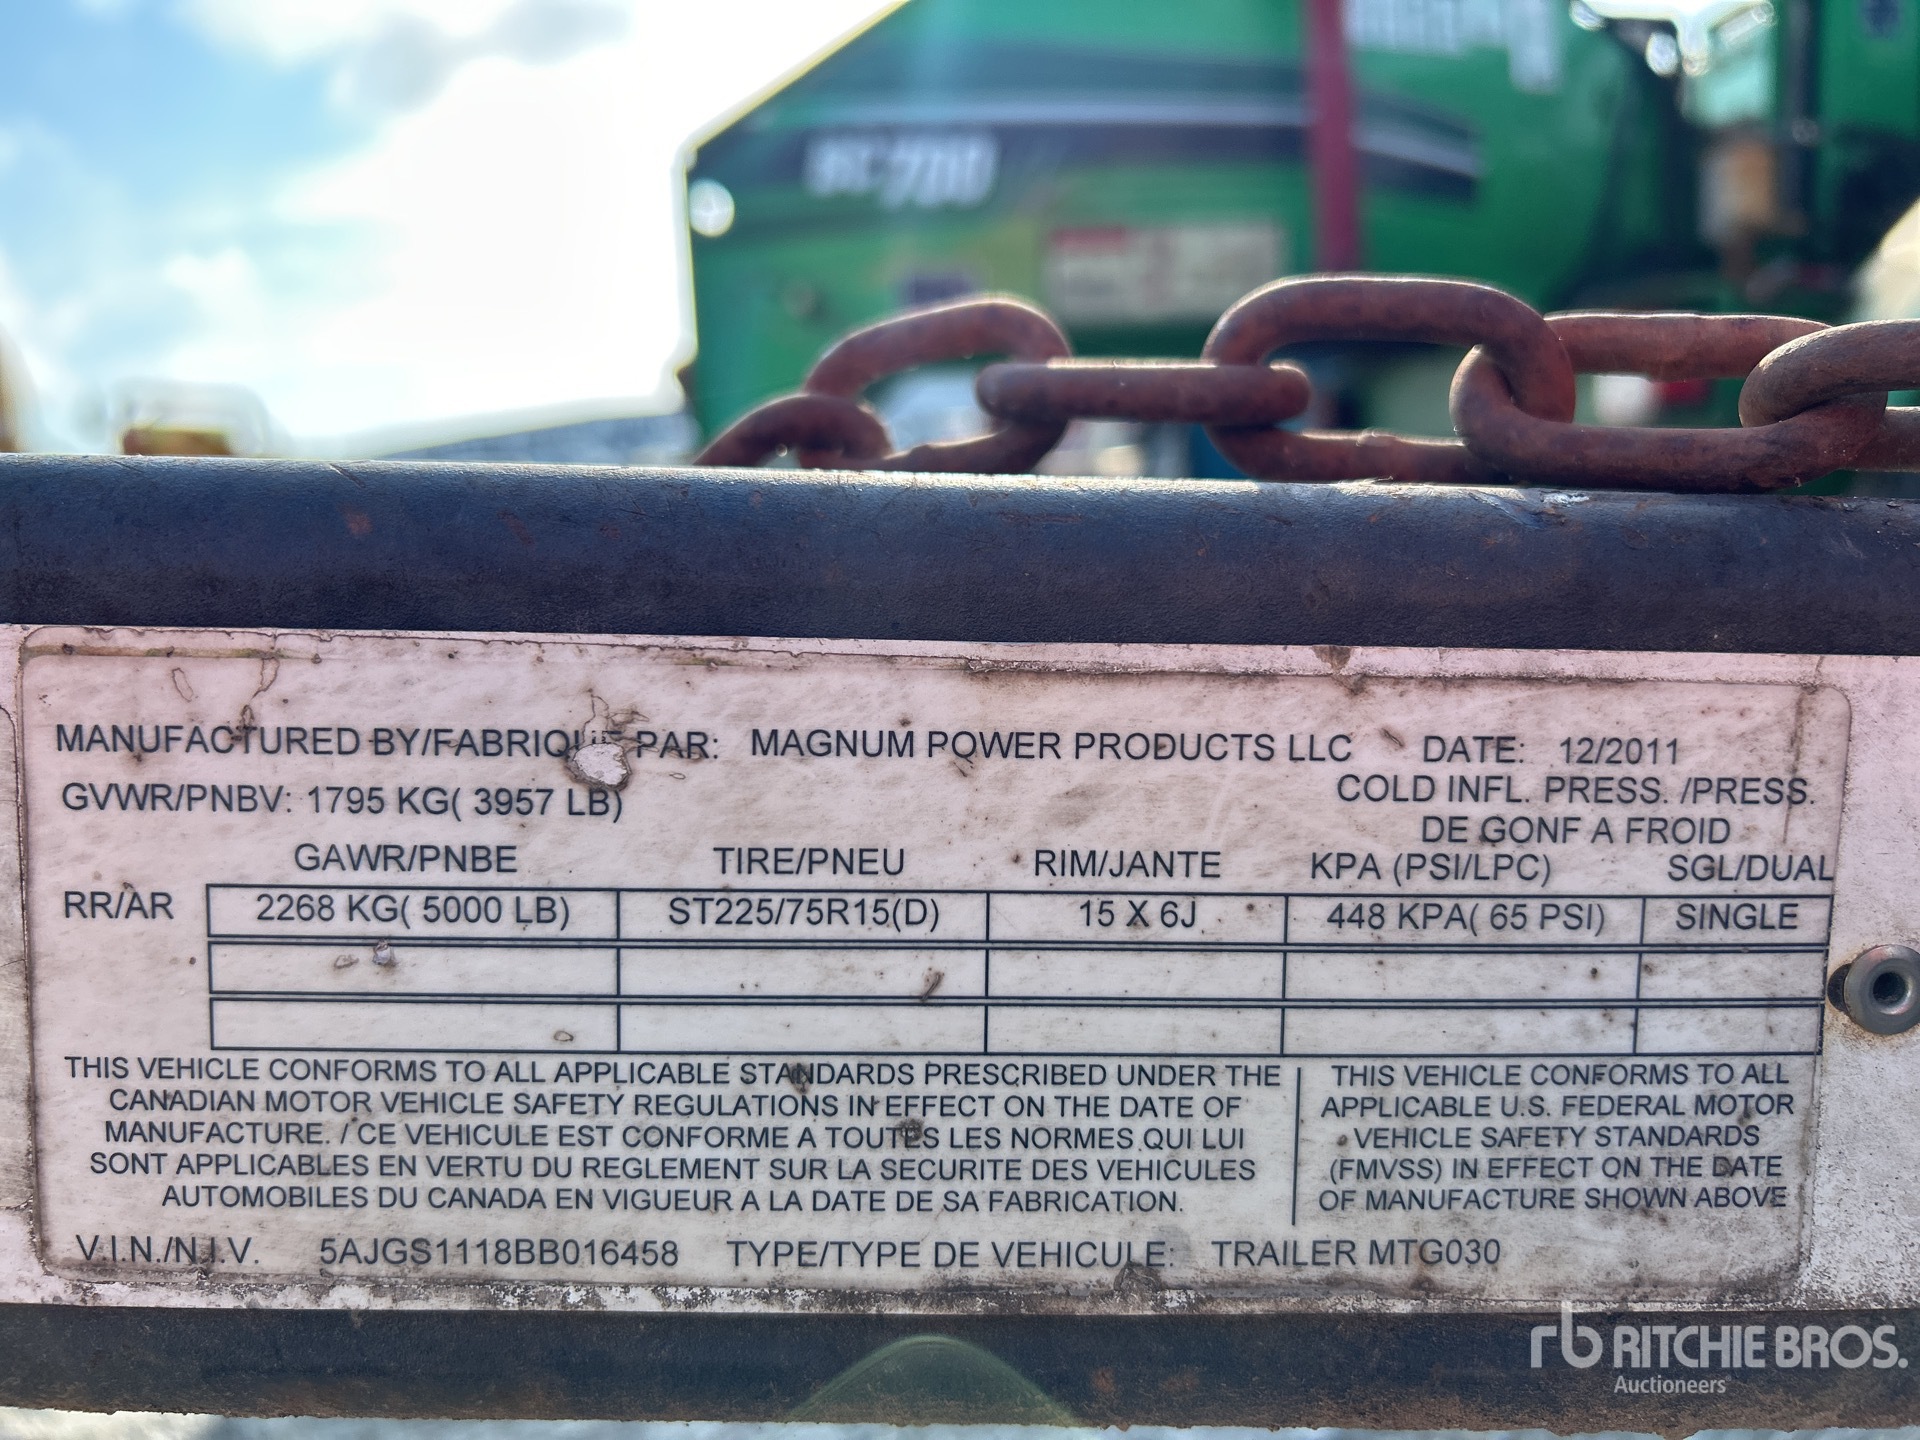 700
MANUFACTURED BY/FABRIQUE PAR: MAGNUM POWER PRODUCTS LLC DATE: 12/2011
GVWR/PNBV: 1795 KG( 3957 LB)
COLD INFL. PRESS. /PRESS.
DE GONF A FROID
GAWR/PNBE TIRE/PNEU RIM/JANTE KPA (PSI/LPC) SGL/DUAL
RR/AR 2268 KG( 5000 LB) ST225/75R15(D) 15 X 6J 448 KPA( 65 PSI) SINGLE
THIS VEHICLE CONFORMS TO ALL APPLICABLE STANDARDS PRESCRIBED UNDER THE
CANADIAN MOTOR VEHICLE SAFETY REGULATIONS IN EFFECT ON THE DATE OF
MANUFACTURE. / CE VEHICULE EST CONFORME A TOUTES LES NORMES QUI LUI
SONT APPLICABLES EN VERTU DU REGLEMENT SUR LA SECURITE DES VEHICULES
AUTOMOBILES DU CANADA EN VIGUEUR A LA DATE DE SA FABRICATION.
THIS VEHICLE CONFORMS TO ALL
APPLICABLE U.S. FEDERAL MOTOR
VEHICLE SAFETY STANDARDS
(FMVSS) IN EFFECT ON THE DATE
OF MANUFACTURE SHOWN ABOVE
V.I.N./N.I.V. 5AJGS1118BB016458 TYPE/TYPE DE VEHICULE: TRAILER MTG030
rb RITCHIE BROS.
Auctioneers